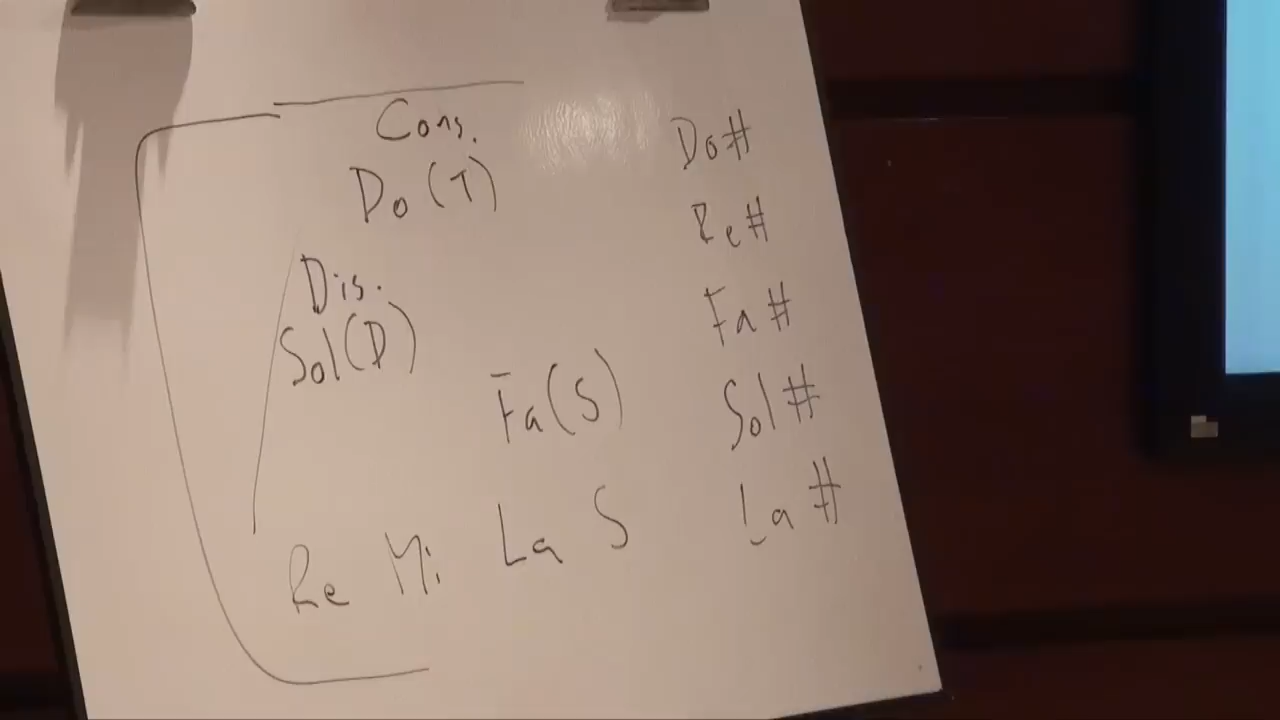 Cons.
Do (T)
Dis.
Sol (D)
Fa (S)
Re Mi La S
Do #
Re #
Fa #
Sol #
La #